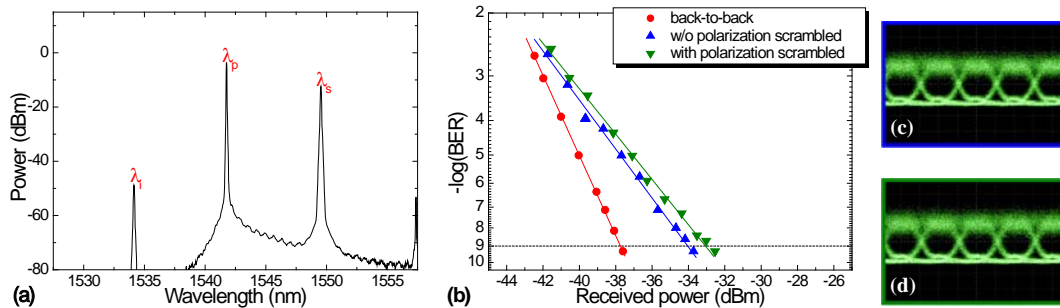 Power (dBm)
0
-20
-40
-60
-80
λp
λs
λi
1530 1535 1540 1545 1550 1555
Wavelength (nm)
(a)
back-to-back
w/o polarization scrambled
with polarization scrambled
-log(BER)
2
3
4
5
6
7
8
9
10
-44 -42 -40 -38 -36 -34 -32 -30 -28 -26
Received power (dBm)
(b)
(c)
(d)